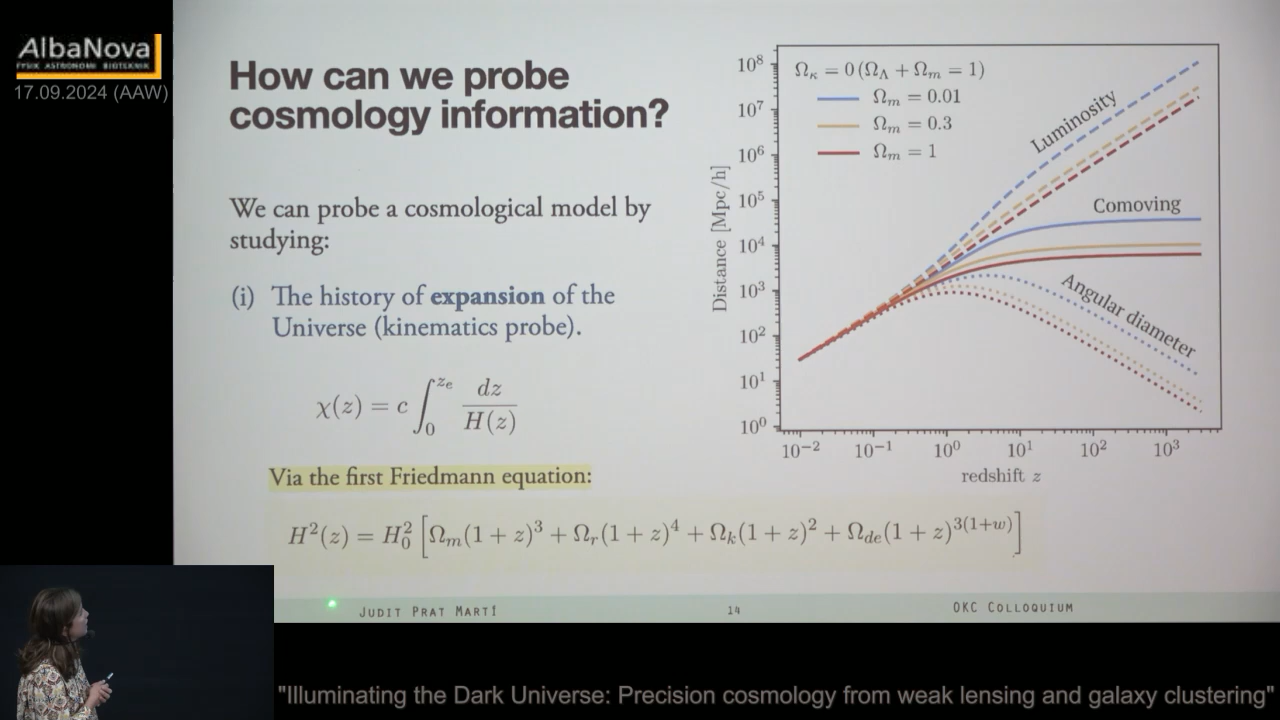 AlbaNova
FYSIK ASTRONOMI BIOTEKNIK
17.09.2024 (AAW)
How can we probe
cosmology information?
We can probe a cosmological model by
studying:
(i) The history of expansion of the
Universe (kinematics probe).
χ(z) = c ∫₀^{z_e} dz / H(z)
Via the first Friedmann equation:
H²(z) = H₀² [Ω_m(1 + z)³ + Ω_r(1 + z)⁴ + Ω_k(1 + z)² + Ω_{de}(1 + z)^{3(1+w)}]
Ω_κ = 0 (Ω_Λ + Ω_m = 1)
Ω_m = 0.01
Ω_m = 0.3
Ω_m = 1
Luminosity
Comoving
Angular diameter
Distance [Mpc/h]
10⁸
10⁷
10⁶
10⁵
10⁴
10³
10²
10¹
10⁰
10⁻² 10⁻¹ 10⁰ 10¹ 10² 10³
redshift z
JUDIT PRAT MARTÍ 14 OKC COLLOQUIUM
"Illuminating the Dark Universe: Precision cosmology from weak lensing and galaxy clustering"